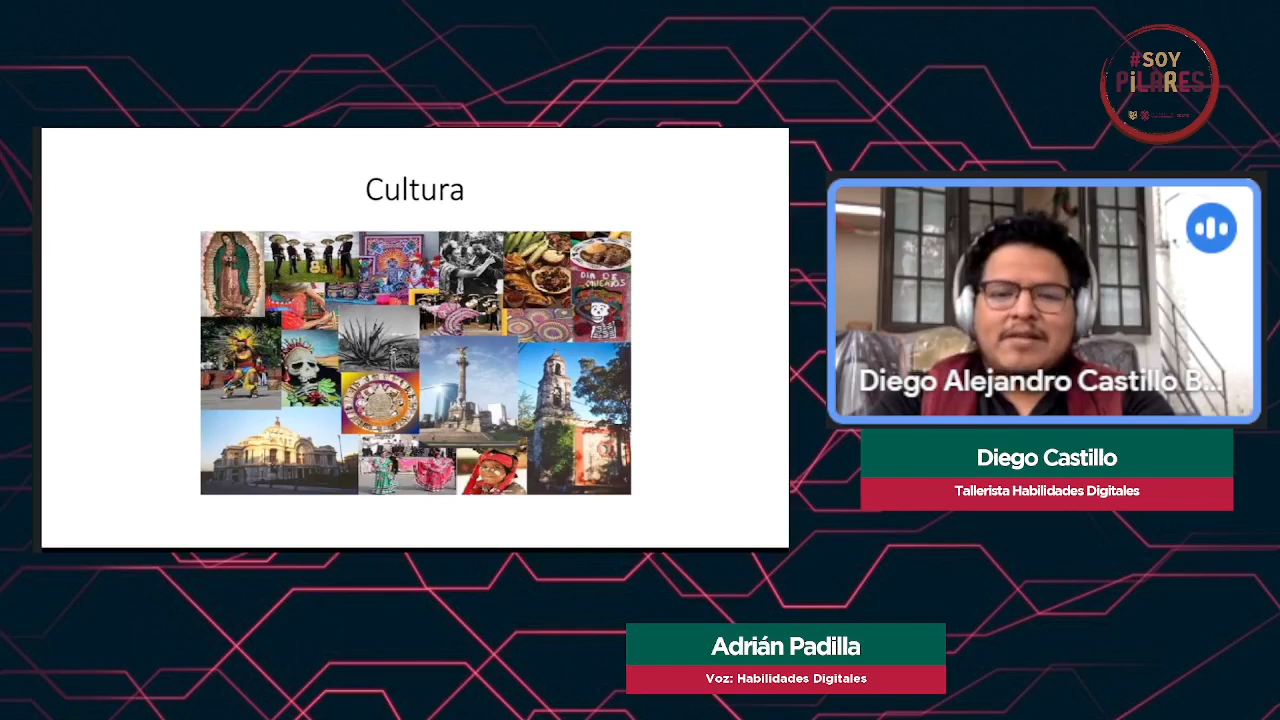 #SOY
PiLARES
Cultura
DIA DE
MUERTOS
Diego Alejandro Castillo B...
Diego Castillo
Tallerista Habilidades Digitales
Adrián Padilla
Voz: Habilidades Digitales